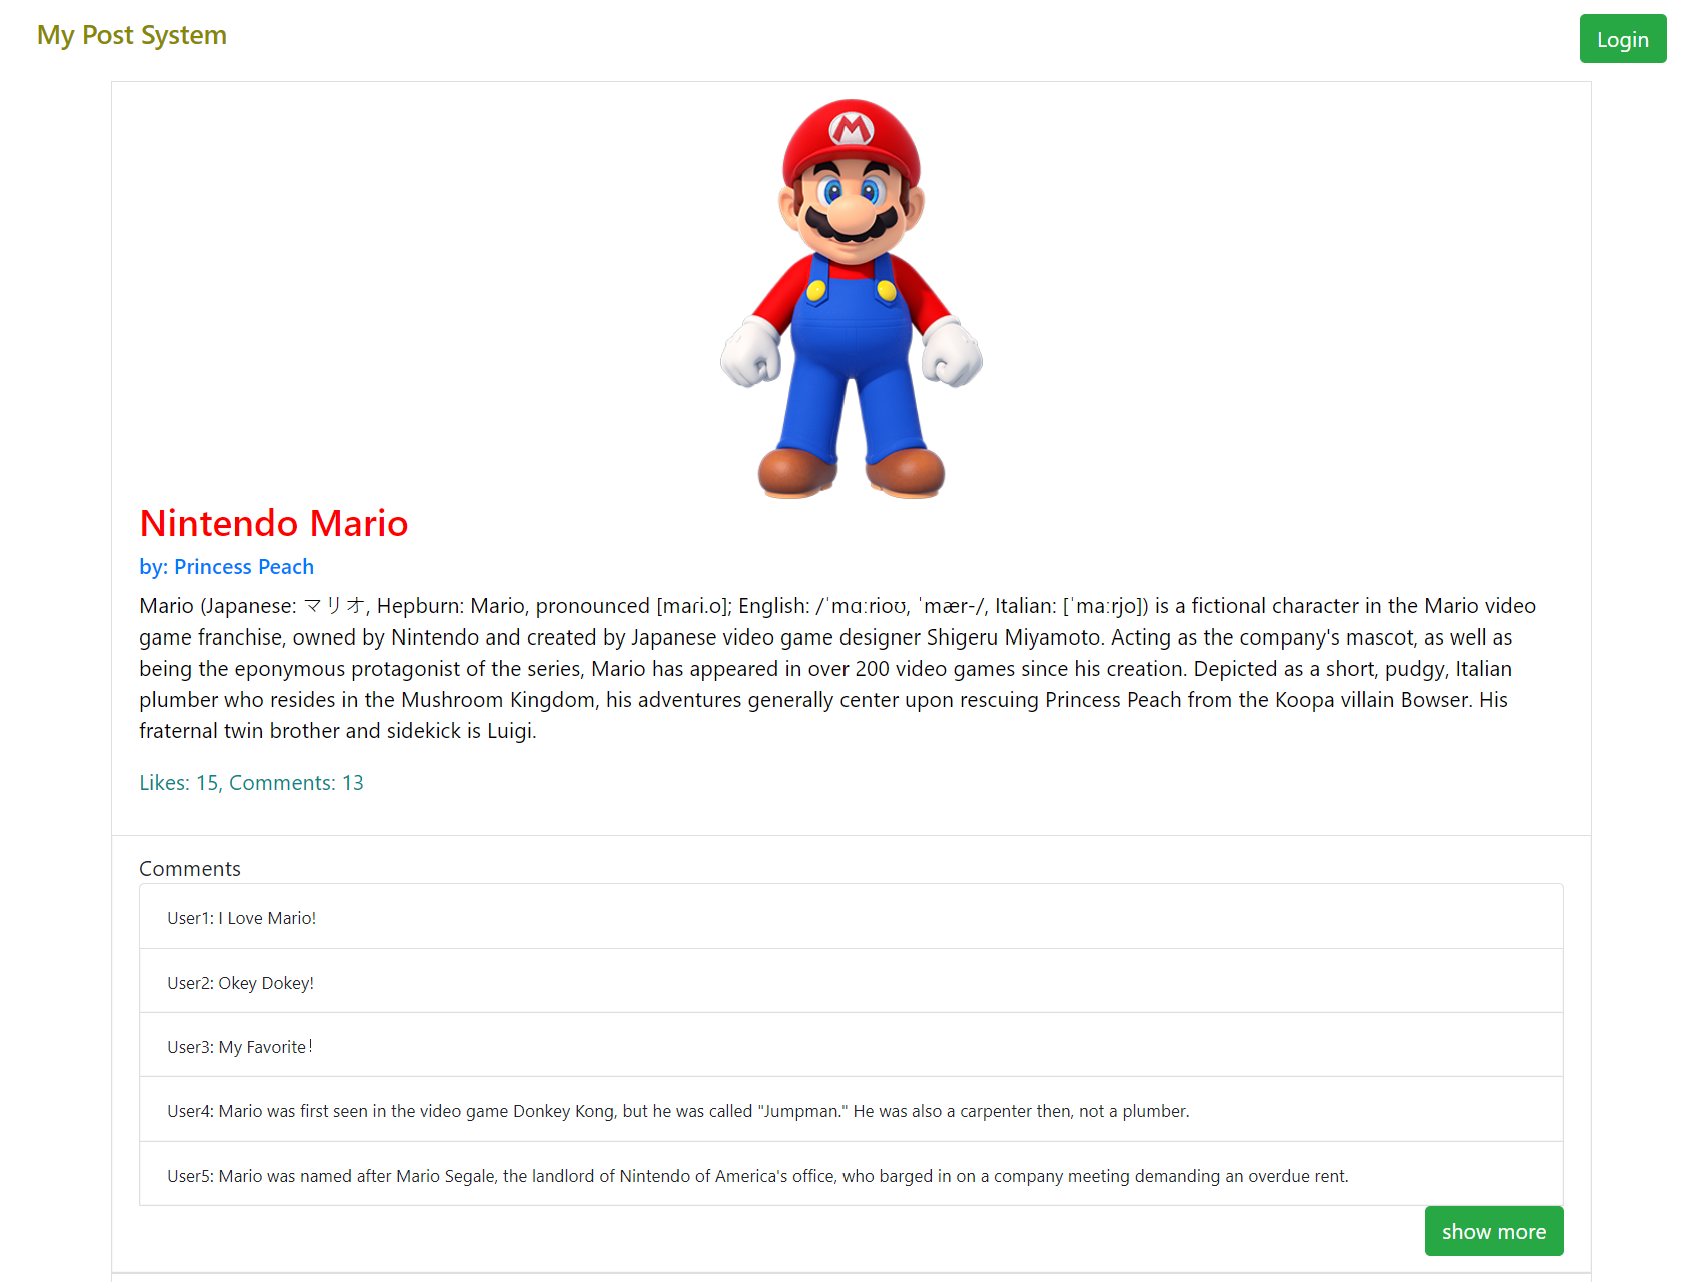 My Post System
Login
M
Nintendo Mario
by: Princess Peach
Mario (Japanese: マリオ, Hepburn: Mario, pronounced [maɾi.o]; English: /ˈmɑːrioʊ, ˈmær-/, Italian: [ˈmaːrjo]) is a fictional character in the Mario video
game franchise, owned by Nintendo and created by Japanese video game designer Shigeru Miyamoto. Acting as the company's mascot, as well as
being the eponymous protagonist of the series, Mario has appeared in over 200 video games since his creation. Depicted as a short, pudgy, Italian
plumber who resides in the Mushroom Kingdom, his adventures generally center upon rescuing Princess Peach from the Koopa villain Bowser. His
fraternal twin brother and sidekick is Luigi.
Likes: 15, Comments: 13
Comments
User1: I Love Mario!
User2: Okey Dokey!
User3: My Favorite！
User4: Mario was first seen in the video game Donkey Kong, but he was called "Jumpman." He was also a carpenter then, not a plumber.
User5: Mario was named after Mario Segale, the landlord of Nintendo of America's office, who barged in on a company meeting demanding an overdue rent.
show more